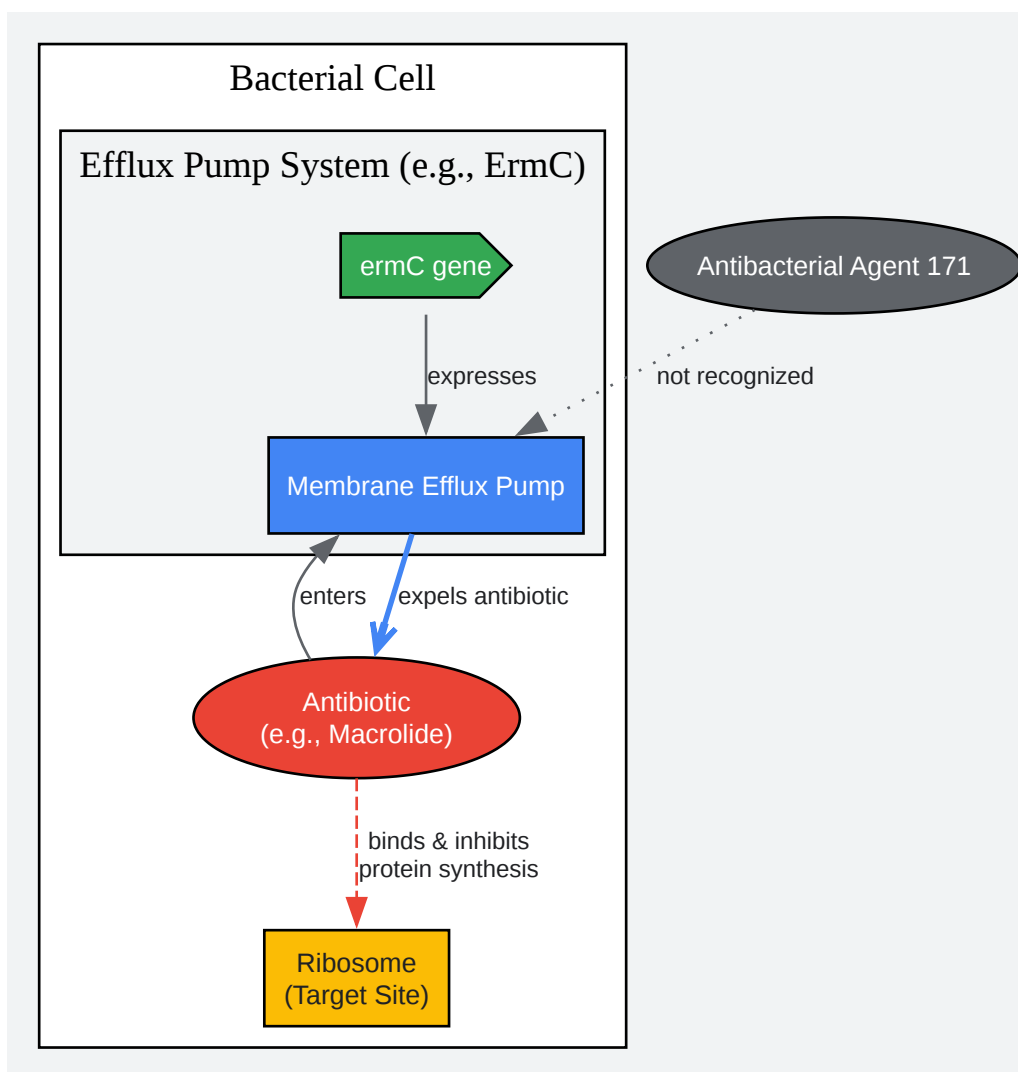 Bacterial Cell
Efflux Pump System (e.g., ErmC)
ermC gene
Antibacterial Agent 171
expresses
not recognized
Membrane Efflux Pump
enters
expels antibiotic
Antibiotic
(e.g., Macrolide)
binds & inhibits
protein synthesis
Ribosome
(Target Site)